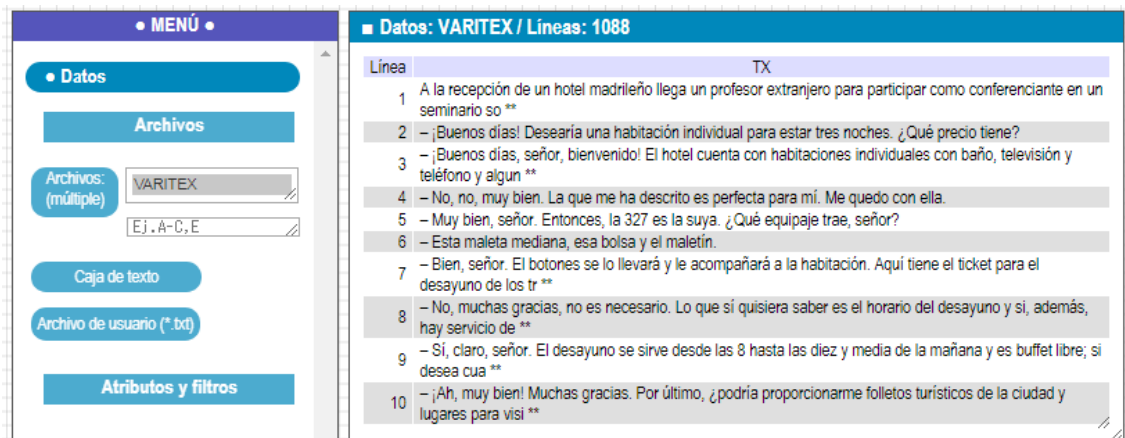 ● MENÚ ●
● Datos
Archivos
Archivos:
(múltiple)
VARITEX
Ej.A-C,E
Caja de texto
Archivo de usuario (*.txt)
Atributos y filtros
■ Datos: VARITEX / Líneas: 1088
Línea TX
1 A la recepción de un hotel madrileño llega un profesor extranjero para participar como conferenciante en un
seminario so **
2 – ¡Buenos días! Desearía una habitación individual para estar tres noches. ¿Qué precio tiene?
3 – ¡Buenos días, señor, bienvenido! El hotel cuenta con habitaciones individuales con baño, televisión y
teléfono y algun **
4 – No, no, muy bien. La que me ha descrito es perfecta para mí. Me quedo con ella.
5 – Muy bien, señor. Entonces, la 327 es la suya. ¿Qué equipaje trae, señor?
6 – Esta maleta mediana, esa bolsa y el maletín.
7 – Bien, señor. El botones se lo llevará y le acompañará a la habitación. Aquí tiene el ticket para el
desayuno de los tr **
8 – No, muchas gracias, no es necesario. Lo que sí quisiera saber es el horario del desayuno y si, además,
hay servicio de **
9 – Sí, claro, señor. El desayuno se sirve desde las 8 hasta las diez y media de la mañana y es buffet libre; si
desea cua **
10 – ¡Ah, muy bien! Muchas gracias. Por último, ¿podría proporcionarme folletos turísticos de la ciudad y
lugares para visi **